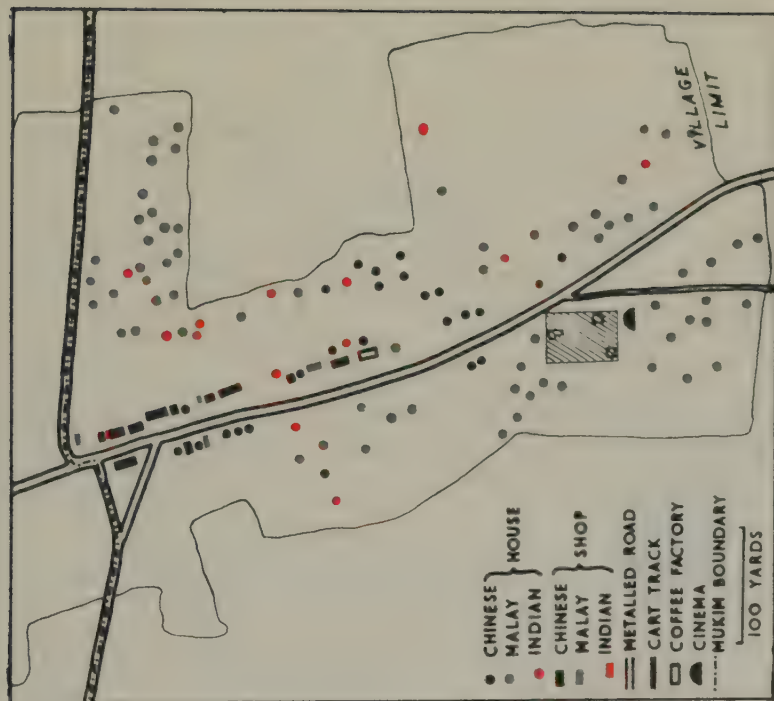 VILLAGE
LIMIT
CHINESE
MALAY
INDIAN
HOUSE
CHINESE
MALAY
INDIAN
SHOP
METALLED ROAD
CART TRACK
COFFEE FACTORY
CINEMA
MUKIM BOUNDARY
100 YARDS